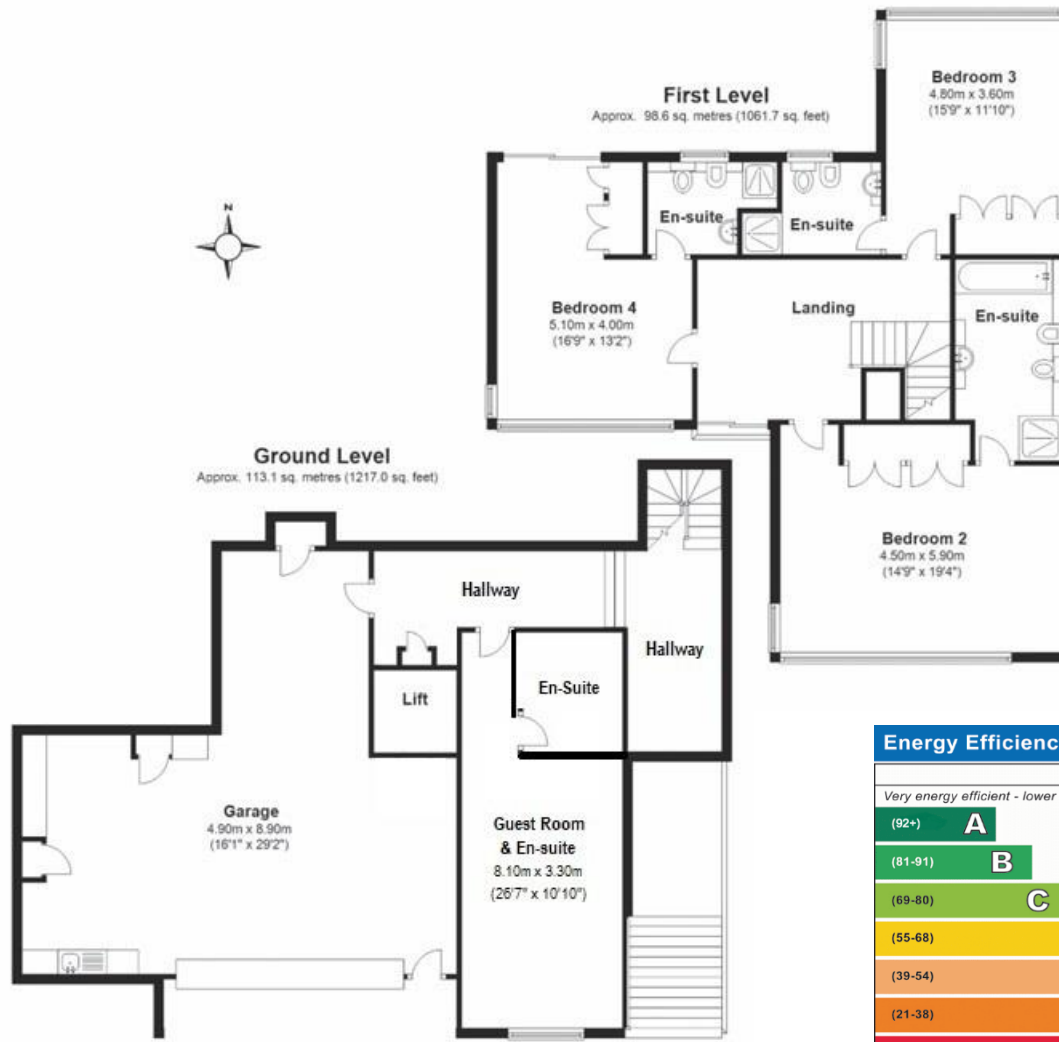 First Level
Approx. 98.6 sq. metres (1061.7 sq. feet)
Bedroom 3
4.80m x 3.60m
(15'9" x 11'10")
N
En-suite
En-suite
Bedroom 4
5.10m x 4.00m
(16'9" x 13'2")
Landing
En-suite
Bedroom 2
4.50m x 5.90m
(14'9" x 19'4")
Ground Level
Approx. 113.1 sq. metres (1217.0 sq. feet)
Hallway
Hallway
Lift
En-Suite
Garage
4.90m x 8.90m
(16'1" x 29'2")
Guest Room
& En-suite
8.10m x 3.30m
(26'7" x 10'10")
Energy Efficienc
Very energy efficient - lower
(92+) A
(81-91) B
(69-80) C
(55-68)
(39-54)
(21-38)